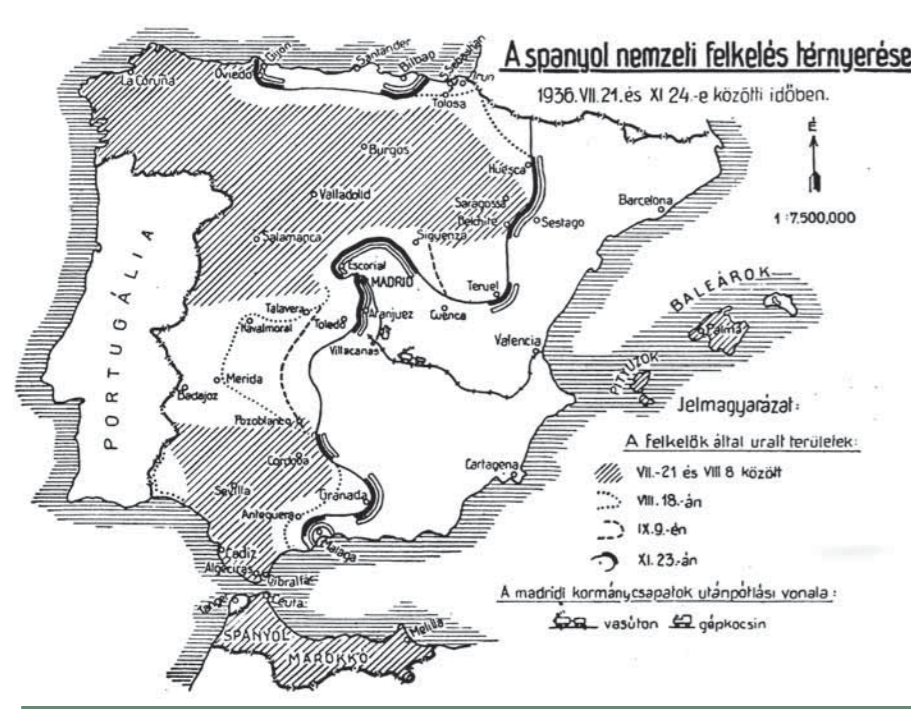 A spanyol nemzeti felkelés térnyerése
1936.VII.21.és XI 24.-e közötti időben.
É
1:7,500,000
La Coruña
Oviedo
Gijon
Santander
Bilbao
S.Sebastian
Irun
Tolosa
Burgos
Huesca
Valladolid
Saragossa
Belchite
Sestago
Barcelona
Salamanca
Siguenza
Escorial
MADRID
Teruel
BALEÁROK
Talavera
Toledo
Aranjuez
Cuenca
Palma
Navalmoral
Villacanas
Valencia
PITYUZOK
PORTUGÁLIA
Merida
Badajoz
Pozoblanco
Cordoba
Cartagena
Sevilla
Granada
Antequera
Malaga
Cadiz
Algeciras
Gibraltar
Tanger
Ceuta
SPANYOL
MAROKKÓ
Melilla
Jelmagyarázat:
A felkelők által uralt területek:
VII.-21 és VIII 8 között
VIII.18.-án
IX.9.-én
XI.23-án
A madridi kormánycsapatok utánpótlási vonala:
vasúton gépkocsin